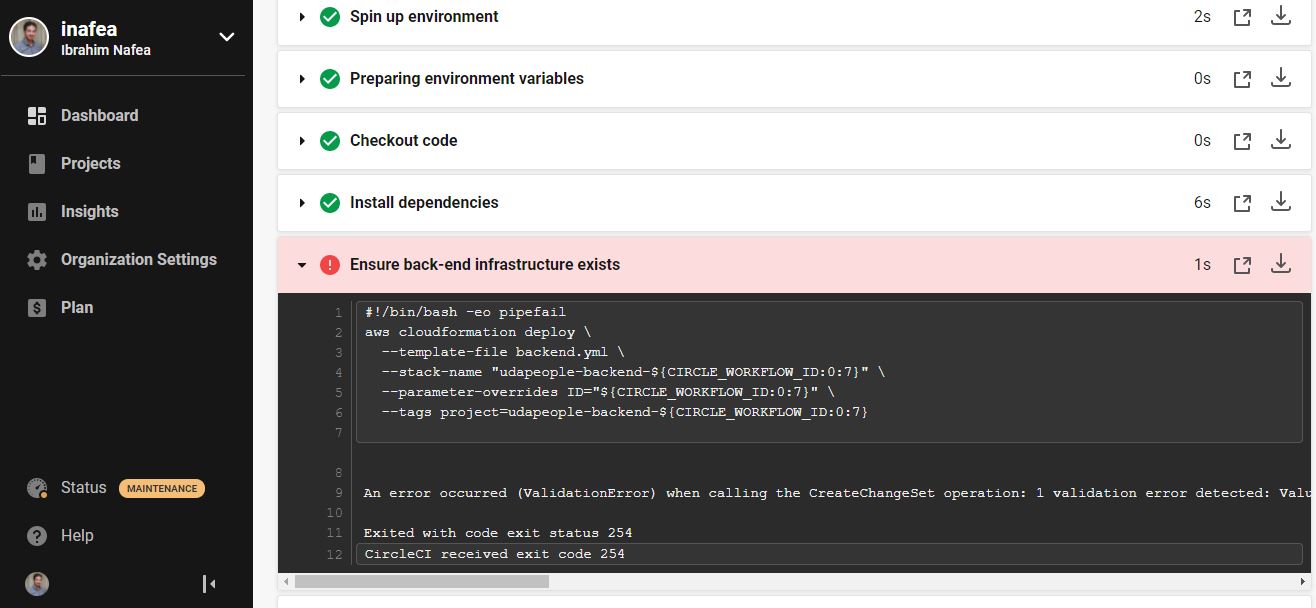 inafea
Ibrahim Nafea
Dashboard
Projects
Insights
Organization Settings
Plan
Status MAINTENANCE
Help
Spin up environment 2s
Preparing environment variables 0s
Checkout code 0s
Install dependencies 6s
Ensure back-end infrastructure exists 1s
1 #!/bin/bash -eo pipefail
2 aws cloudformation deploy \
3 --template-file backend.yml \
4 --stack-name "udapeople-backend-${CIRCLE_WORKFLOW_ID:0:7}" \
5 --parameter-overrides ID="${CIRCLE_WORKFLOW_ID:0:7}" \
6 --tags project=udapeople-backend-${CIRCLE_WORKFLOW_ID:0:7}
7
8
9 An error occurred (ValidationError) when calling the CreateChangeSet operation: 1 validation error detected: Valu
10
11 Exited with code exit status 254
12 CircleCI received exit code 254